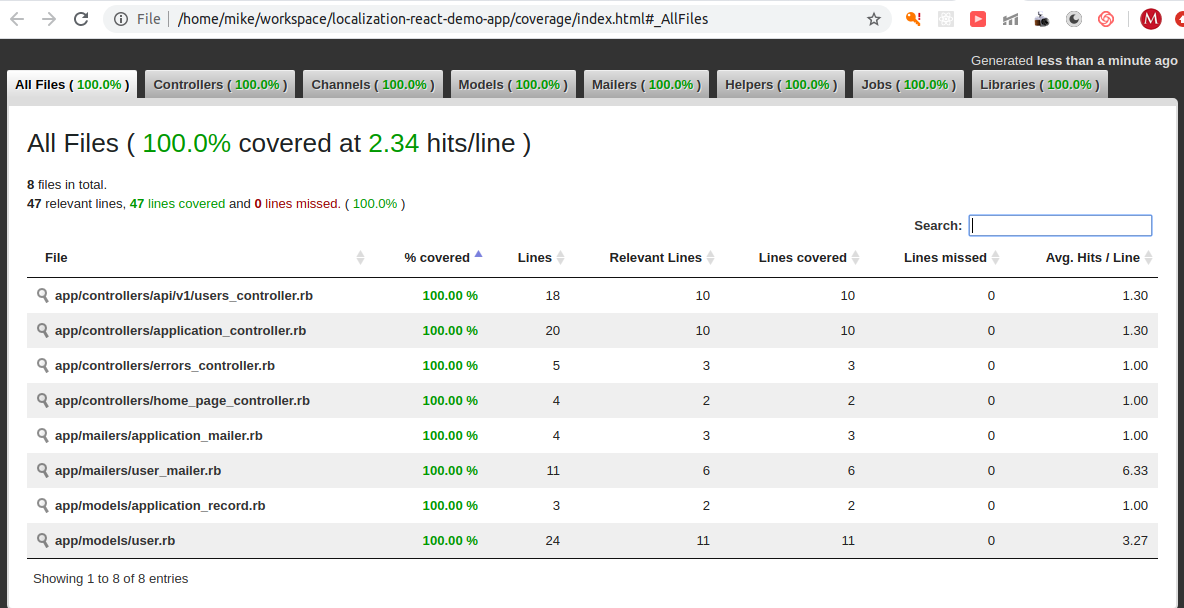 File /home/mike/workspace/localization-react-demo-app/coverage/index.html#_AllFiles
M
Generated less than a minute ago
All Files ( 100.0% ) Controllers ( 100.0% ) Channels ( 100.0% ) Models ( 100.0% ) Mailers ( 100.0% ) Helpers ( 100.0% ) Jobs ( 100.0% ) Libraries ( 100.0% )
All Files ( 100.0% covered at 2.34 hits/line )
8 files in total.
47 relevant lines, 47 lines covered and 0 lines missed. ( 100.0% )
Search:
File % covered Lines Relevant Lines Lines covered Lines missed Avg. Hits / Line
app/controllers/api/v1/users_controller.rb 100.00 % 18 10 10 0 1.30
app/controllers/application_controller.rb 100.00 % 20 10 10 0 1.30
app/controllers/errors_controller.rb 100.00 % 5 3 3 0 1.00
app/controllers/home_page_controller.rb 100.00 % 4 2 2 0 1.00
app/mailers/application_mailer.rb 100.00 % 4 3 3 0 1.00
app/mailers/user_mailer.rb 100.00 % 11 6 6 0 6.33
app/models/application_record.rb 100.00 % 3 2 2 0 1.00
app/models/user.rb 100.00 % 24 11 11 0 3.27
Showing 1 to 8 of 8 entries